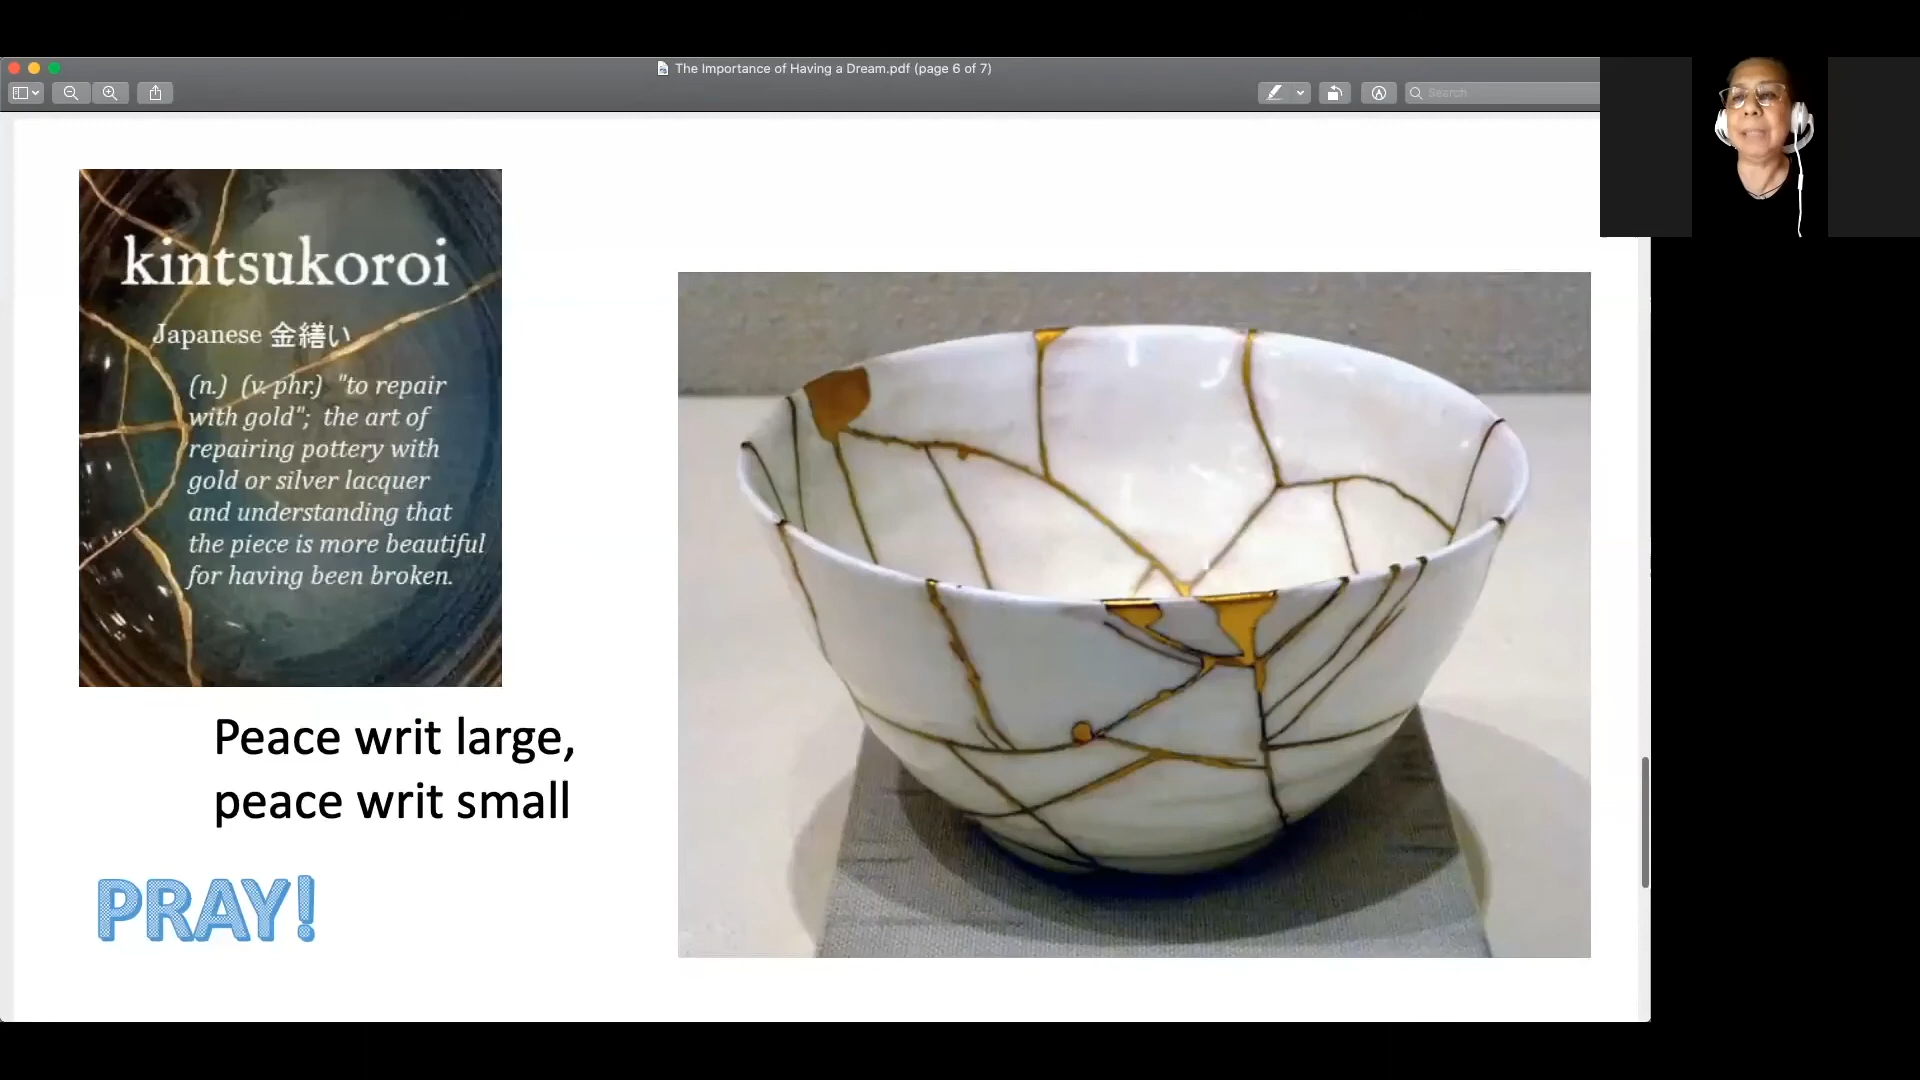 The Importance of Having a Dream.pdf (page 6 of 7)
Search
kintsukoroi
Japanese 金繕い
(n.) (v. phr.) "to repair
with gold"; the art of
repairing pottery with
gold or silver lacquer
and understanding that
the piece is more beautiful
for having been broken.
Peace writ large,
peace writ small
PRAY!